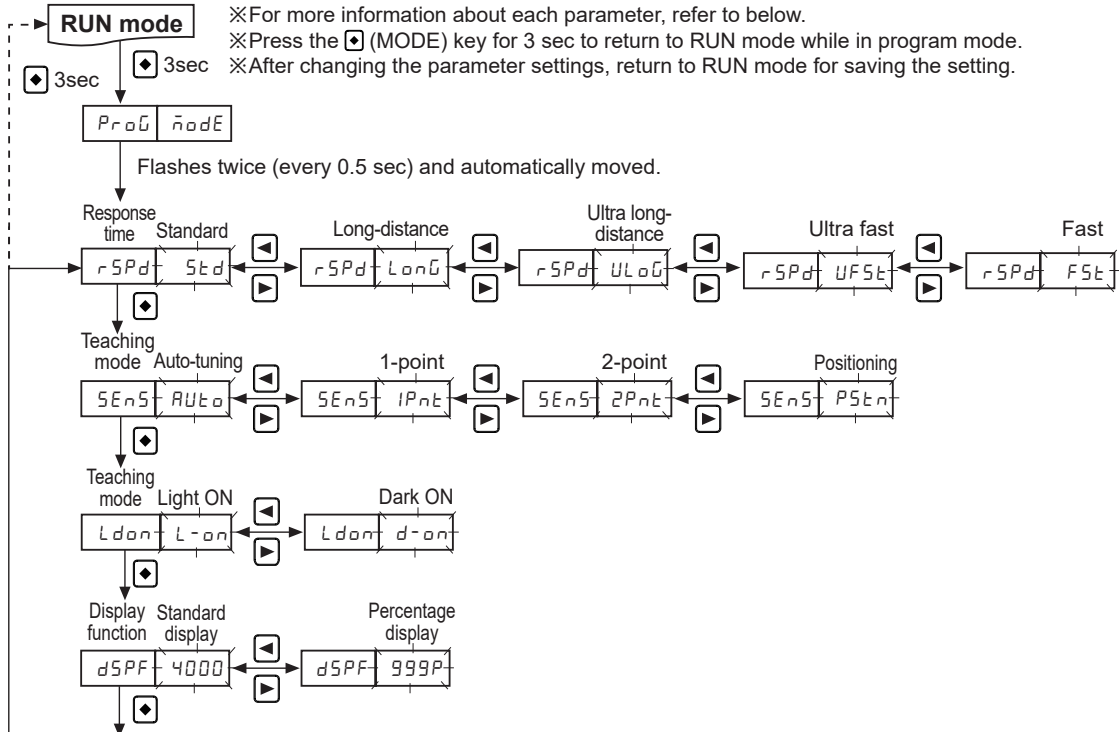 RUN mode
※For more information about each parameter, refer to below.
※Press the (MODE) key for 3 sec to return to RUN mode while in program mode.
※After changing the parameter settings, return to RUN mode for saving the setting.
3sec
3sec
ProG modE
Flashes twice (every 0.5 sec) and automatically moved.
Response time
Standard
Long-distance
Ultra long-distance
Ultra fast
Fast
rSPd Std
rSPd LonG
rSPd ULoG
rSPd UFSt
rSPd FSt
Teaching mode
Auto-tuning
1-point
2-point
Positioning
SEnS AUto
SEnS 1Pnt
SEnS 2Pnt
SEnS PStn
Teaching mode
Light ON
Dark ON
Ldon L-on
Ldon d-on
Display function
Standard display
Percentage display
dSPF 4000
dSPF 999P